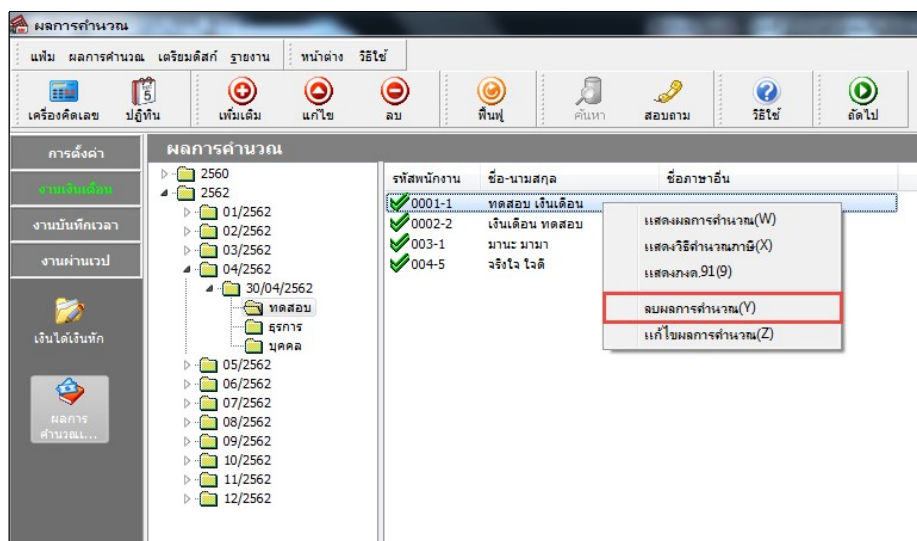 ผลการคำนวณ
แฟ้ม ผลการคำนวณ เตรียมดิสก์ รายงาน หน้าต่าง วิธีใช้
เครื่องคิดเลข ปฏิทิน เพิ่มเติม แก้ไข ลบ ฟื้นฟู ค้นหา สอบถาม วิธีใช้ ถัดไป
การตั้งค่า
งานเงินเดือน
งานบันทึกเวลา
งานผ่านเวป
เงินได้เงินหัก
ผลการ
คำนวณเ...
ผลการคำนวณ
2560
2562
01/2562
02/2562
03/2562
04/2562
30/04/2562
ทดสอบ
ธุรการ
บุคคล
05/2562
06/2562
07/2562
08/2562
09/2562
10/2562
11/2562
12/2562
รหัสพนักงาน ชื่อ-นามสกุล ชื่อภาษาอื่น
0001-1 ทดสอบ เงินเดือน
0002-2 เงินเดือน ทดสอบ
003-1 มานะ มามา
004-5 จริงใจ ใจดี
แสดงผลการคำนวณ(W)
แสดงวิธีคำนวณภาษี(X)
แสดงภงด.91(9)
ลบผลการคำนวณ(Y)
แก้ไขผลการคำนวณ(Z)